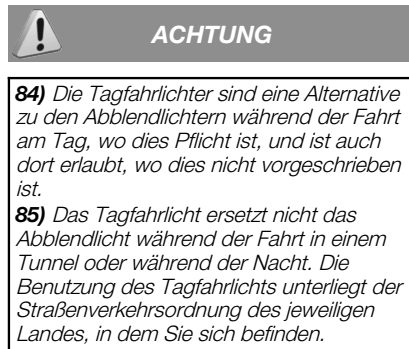 ACHTUNG
84) Die Tagfahrlichter sind eine Alternative
zu den Abblendlichtern während der Fahrt
am Tag, wo dies Pflicht ist, und ist auch
dort erlaubt, wo dies nicht vorgeschrieben
ist.
85) Das Tagfahrlicht ersetzt nicht das
Abblendlicht während der Fahrt in einem
Tunnel oder während der Nacht. Die
Benutzung des Tagfahrlichts unterliegt der
Straßenverkehrsordnung des jeweiligen
Landes, in dem Sie sich befinden.